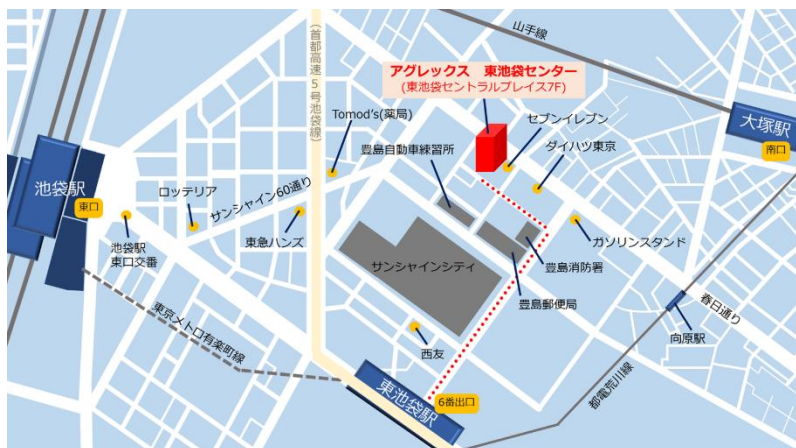 山手線
(首都高速5号池袋線)
アグレックス 東池袋センター
(東池袋セントラルプレイス7F)
大塚駅
南口
Tomod's(薬局)
セブンイレブン
豊島自動車練習所
ダイハツ東京
池袋駅
東口
ロッテリア
サンシャイン60通り
池袋駅
東口交番
東急ハンズ
ガソリンスタンド
サンシャインシティ
豊島消防署
豊島郵便局
春日通り
向原駅
東京メトロ有楽町線
西友
都電荒川線
東池袋駅
6番出口